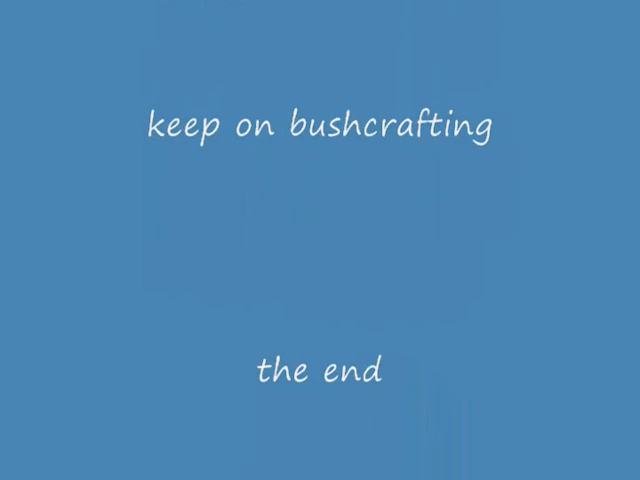 keep on bushcrafting
the end